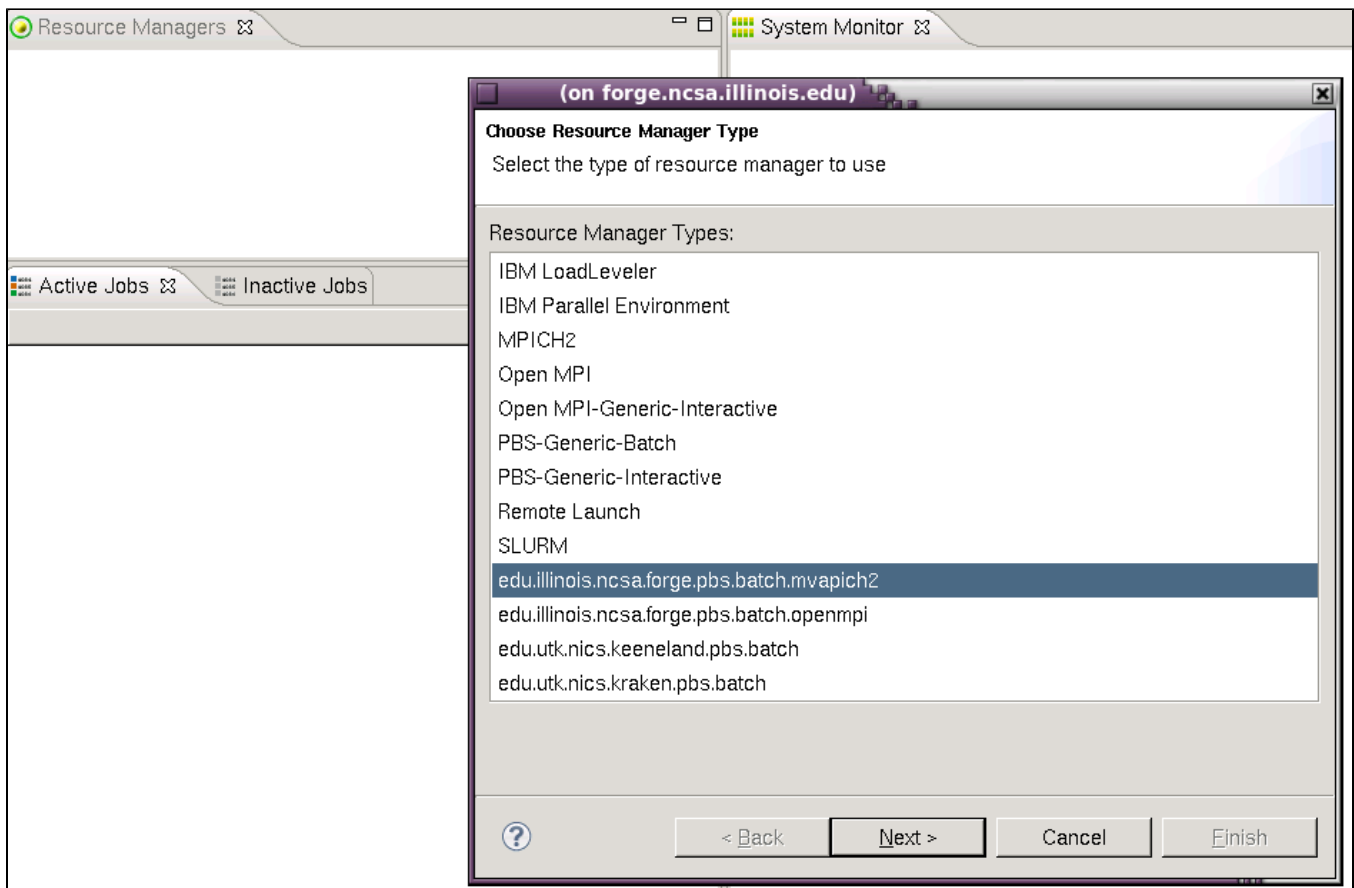 Resource Managers
System Monitor
(on forge.ncsa.illinois.edu)
Choose Resource Manager Type
Select the type of resource manager to use
Resource Manager Types:
IBM LoadLeveler
IBM Parallel Environment
MPICH2
Open MPI
Open MPI-Generic-Interactive
PBS-Generic-Batch
PBS-Generic-Interactive
Remote Launch
SLURM
edu.illinois.ncsa.forge.pbs.batch.mvapich2
edu.illinois.ncsa.forge.pbs.batch.openmpi
edu.utk.nics.keeneland.pbs.batch
edu.utk.nics.kraken.pbs.batch
Active Jobs
Inactive Jobs
?
< Back
Next >
Cancel
Finish